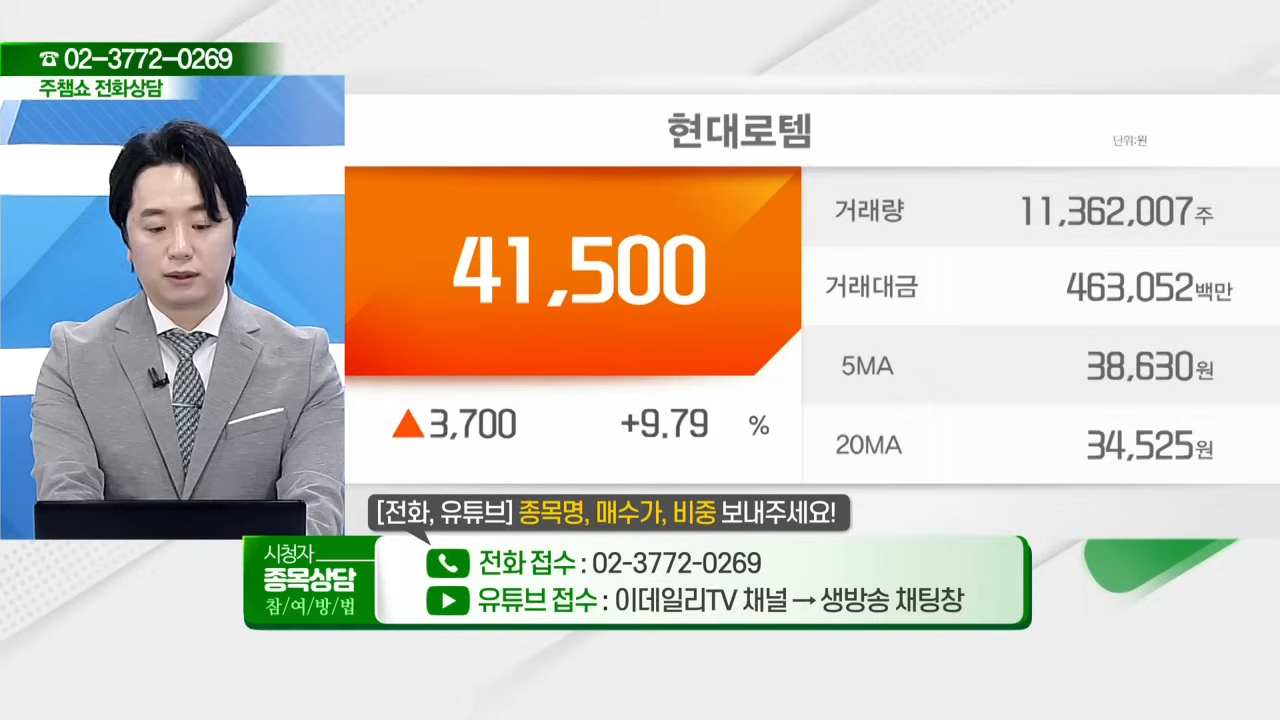 ☎ 02-3772-0269
주챔쇼 전화상담
현대로템
단위:원
41,500
▲3,700 +9.79 %
거래량 11,362,007주
거래대금 463,052백만
5MA 38,630원
20MA 34,525원
[전화, 유튜브] 종목명, 매수가, 비중 보내주세요!
시청자
종목상담
참/여/방/법
전화 접수 : 02-3772-0269
유튜브 접수 : 이데일리TV 채널 → 생방송 채팅창